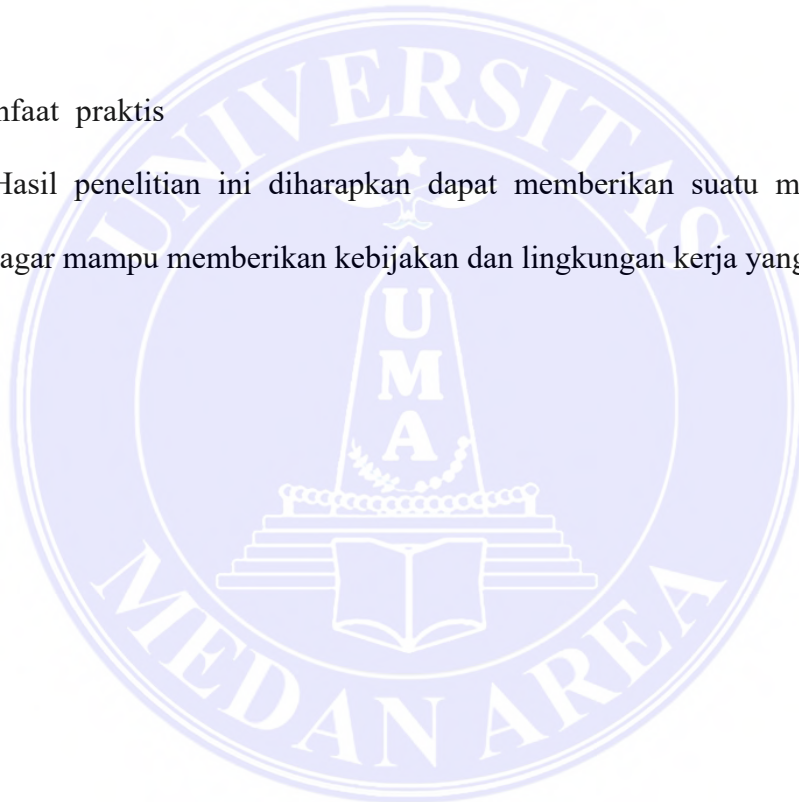 nfaat praktis
Hasil penelitian ini diharapkan dapat memberikan suatu m
agar mampu memberikan kebijakan dan lingkungan kerja yang
UNIVERSITAS
U
M
A
MEDAN AREA